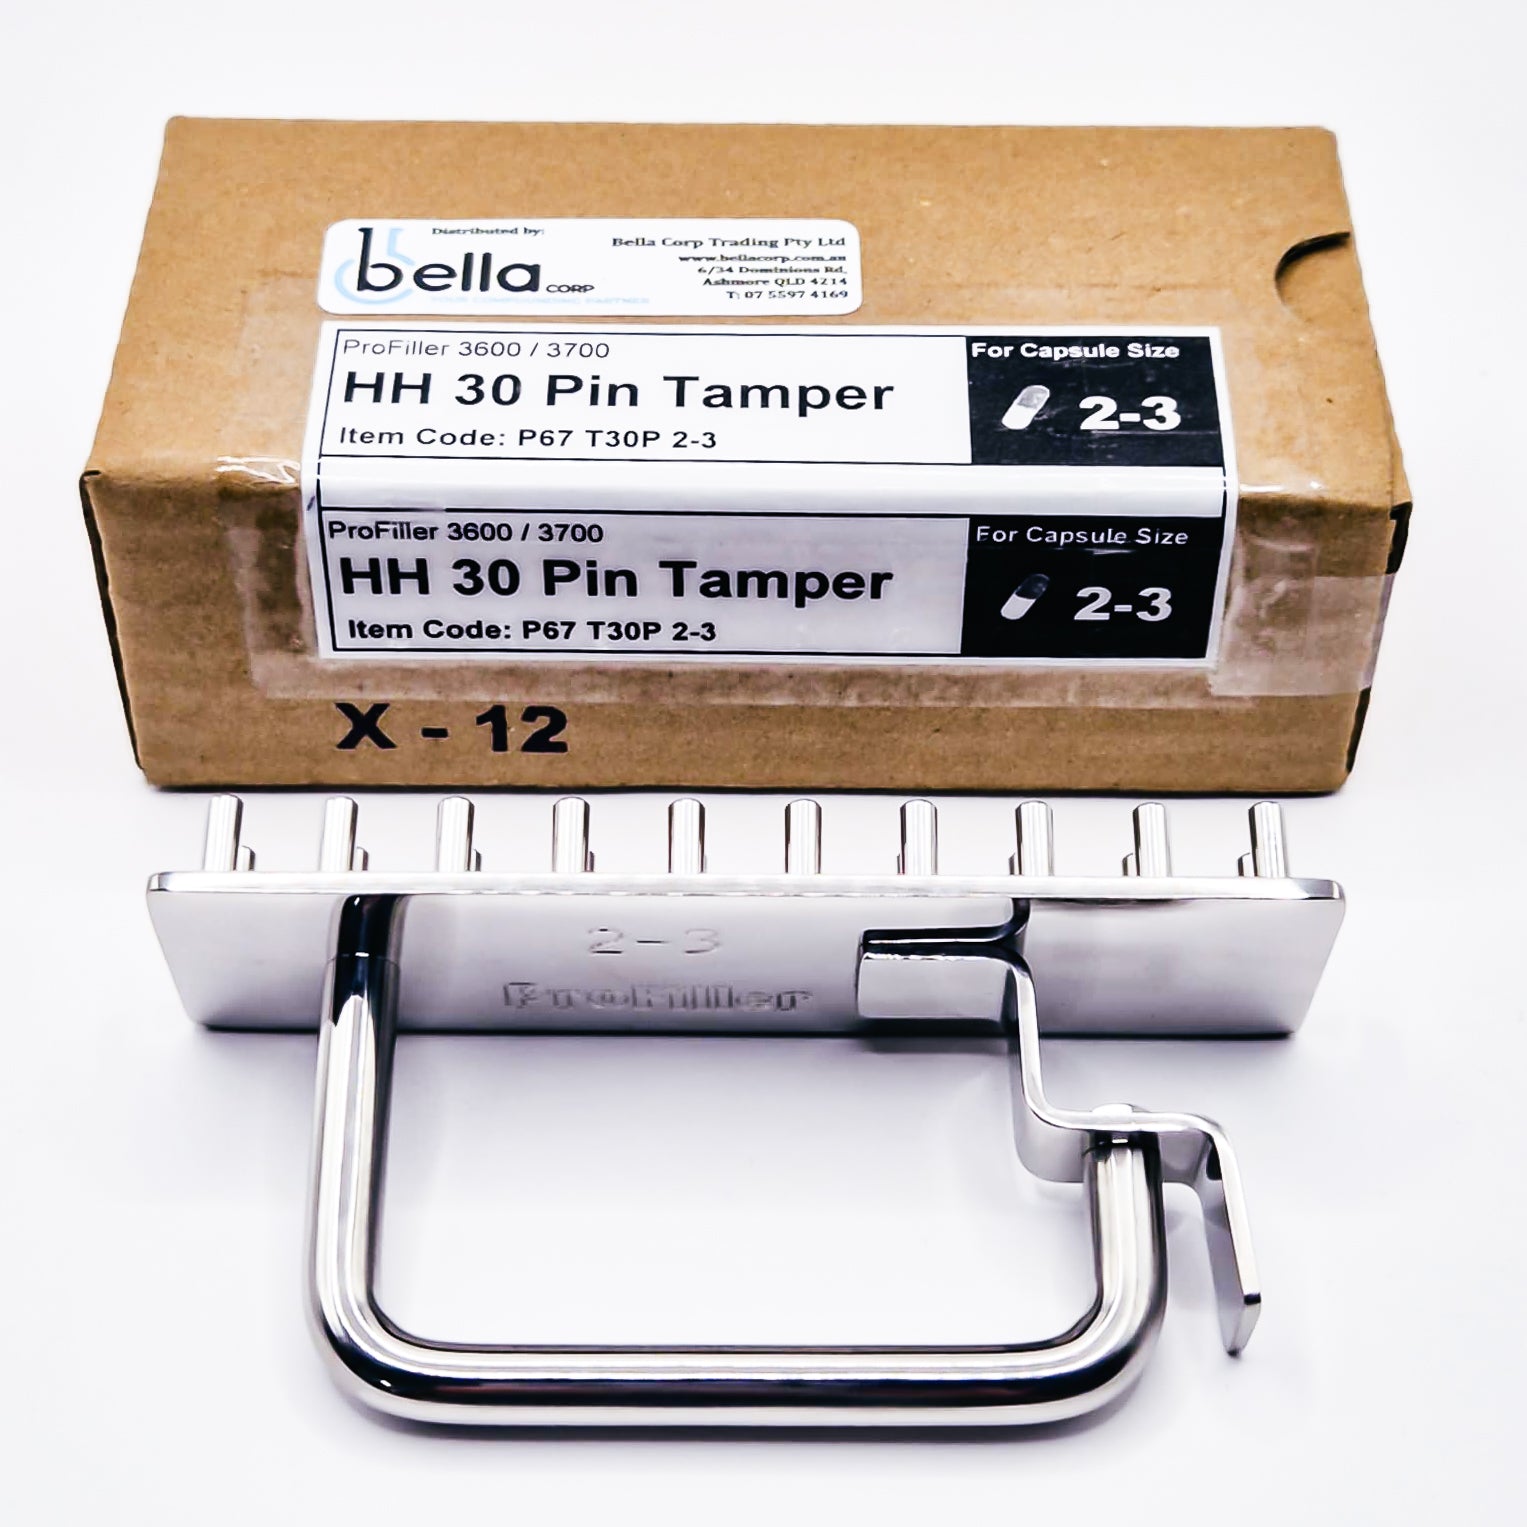 Distributed by:
bella CORP
YOUR COMPOUNDING PARTNER
Bella Corp Trading Pty Ltd
www.bellacorp.com.au
6/34 Dominions Rd,
Ashmore QLD 4214
T: 07 5597 4169
ProFiller 3600 / 3700
HH 30 Pin Tamper
Item Code: P67 T30P 2-3
For Capsule Size
2-3
ProFiller 3600 / 3700
HH 30 Pin Tamper
Item Code: P67 T30P 2-3
For Capsule Size
2-3
X - 12
2-3
ProFiller